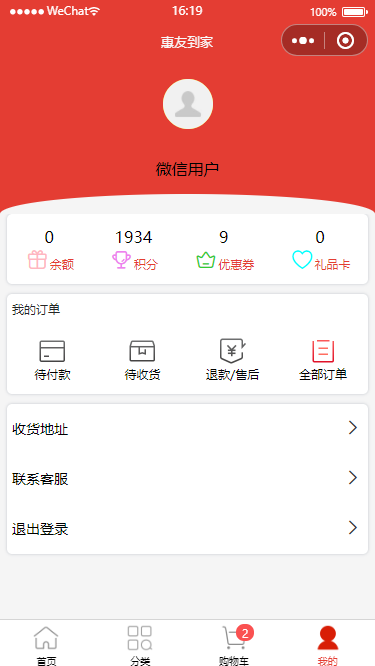 ●●●●● WeChat 16:19 100%
惠友到家
微信用户
0 1934 9 0
余额 积分 优惠券 礼品卡
我的订单
待付款 待收货 退款/售后 全部订单
收货地址
联系客服
退出登录
2
首页 分类 购物车 我的